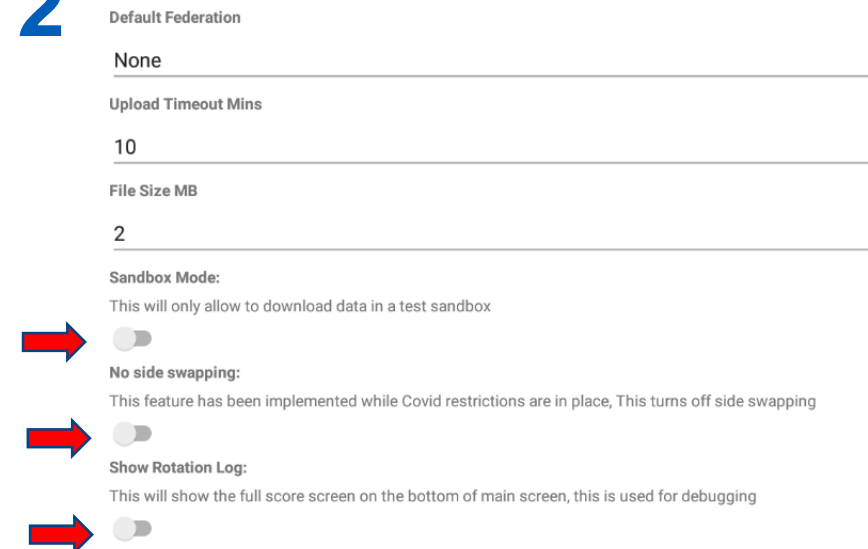 2
Default Federation
None
Upload Timeout Mins
10
File Size MB
2
Sandbox Mode:
This will only allow to download data in a test sandbox
No side swapping:
This feature has been implemented while Covid restrictions are in place, This turns off side swapping
Show Rotation Log:
This will show the full score screen on the bottom of main screen, this is used for debugging